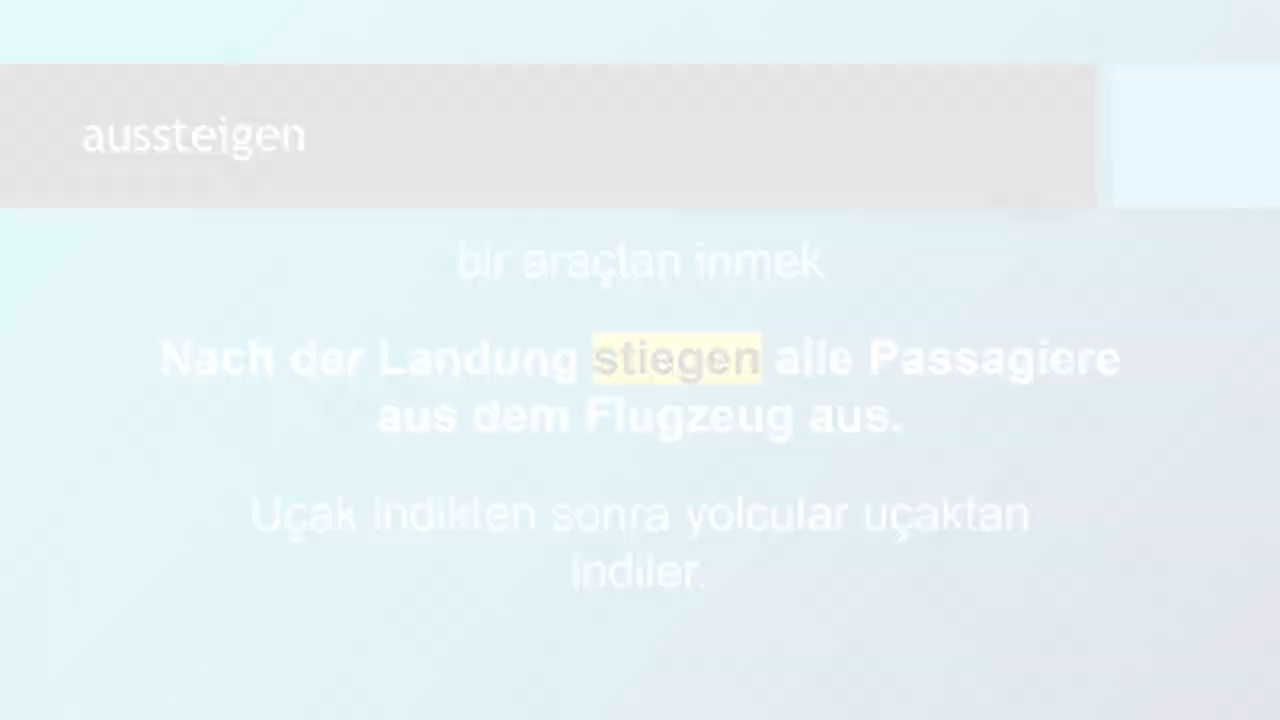 aussteigen
bir araçtan inmek
Nach der Landung stiegen alle Passagiere
aus dem Flugzeug aus.
Uçak indikten sonra yolcular uçaktan
indiler.